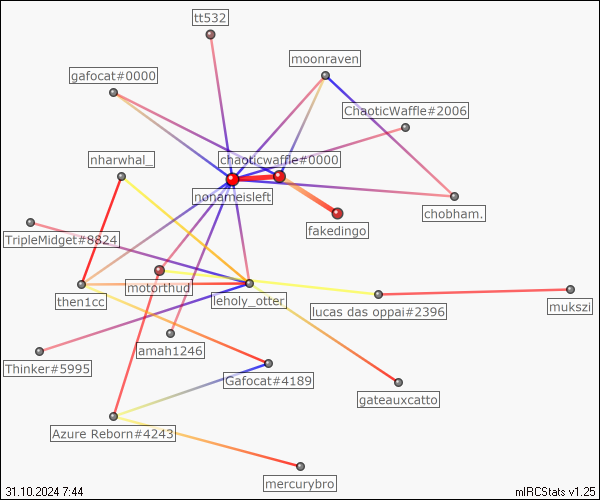 tt532
moonraven
gafocat#0000
ChaoticWaffle#2006
nharwhal_
chaoticwaffle#0000
nonameisleft
chobham.
fakedingo
TripleMidget#8824
motorthud
then1cc
leholy_otter
lucas das oppai#2396
mukszi
amah1246
Thinker#5995
Gafocat#4189
gateauxcatto
Azure Reborn#4243
mercurybro
31.10.2024 7:44
mIRCStats v1.25